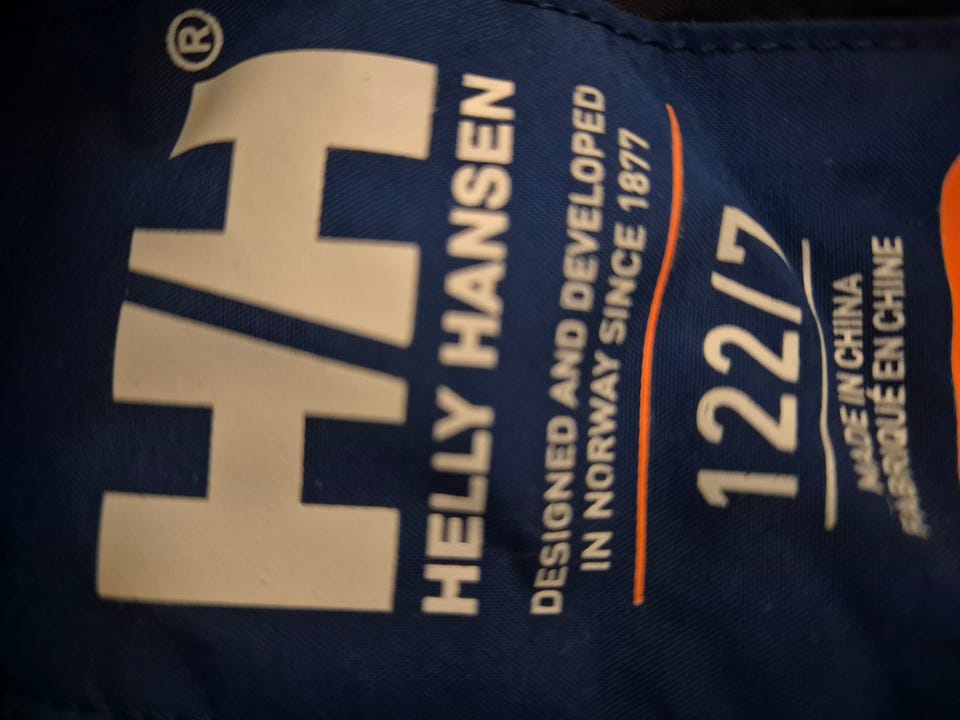 HH®
HELLY HANSEN
DESIGNED AND DEVELOPED
IN NORWAY SINCE 1877
122/7
MADE IN CHINA
FABRIQUÉ EN CHINE